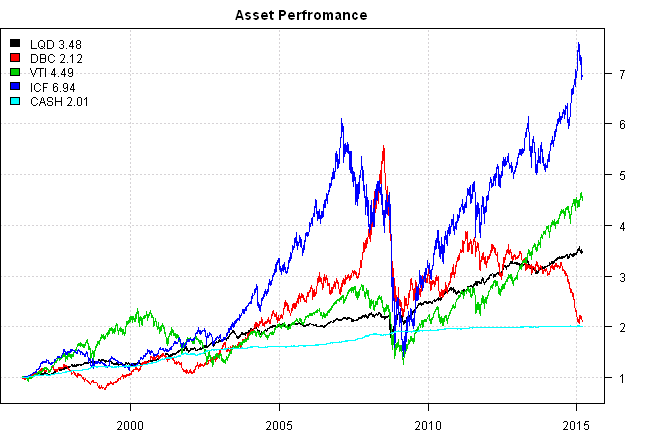 Asset Perfromance
LQD 3.48
DBC 2.12
VTI 4.49
ICF 6.94
CASH 2.01
7
6
5
4
3
2
1
2000 2005 2010 2015